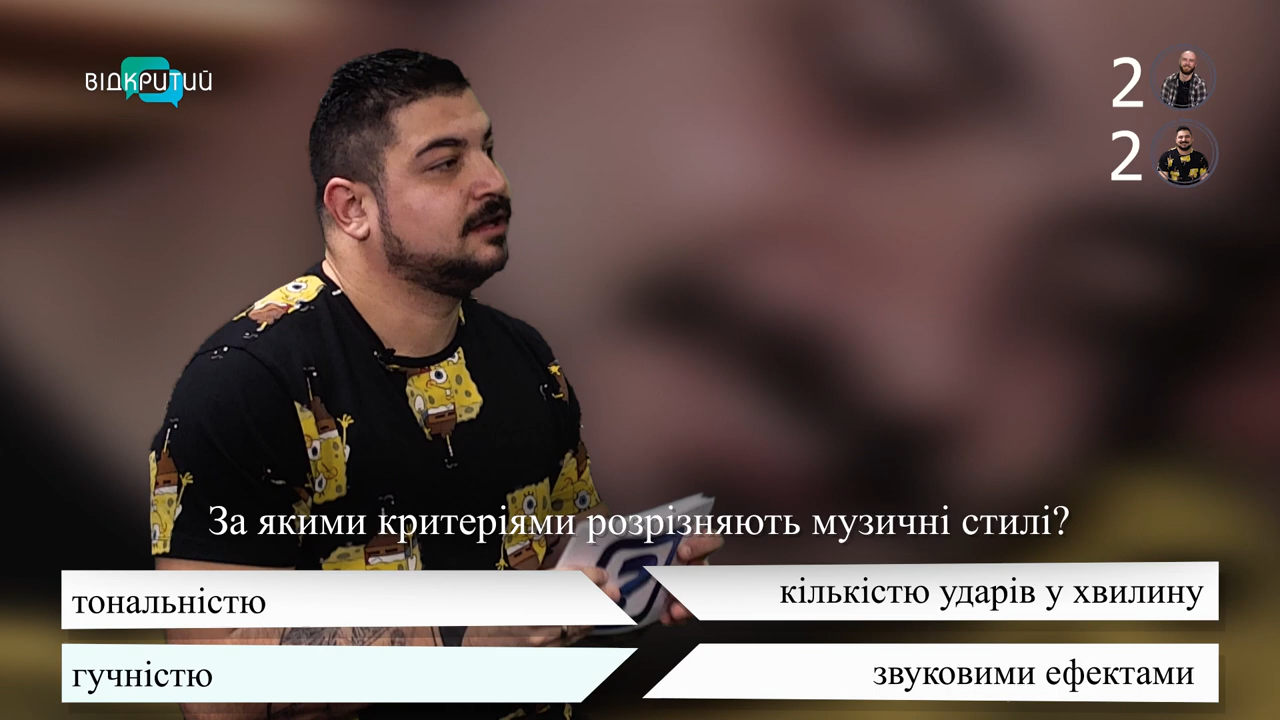 ВІДКРИТИЙ
2
2
За якими критеріями розрізняють музичні стилі?
тональністю
кількістю ударів у хвилину
гучністю
звуковими ефектами